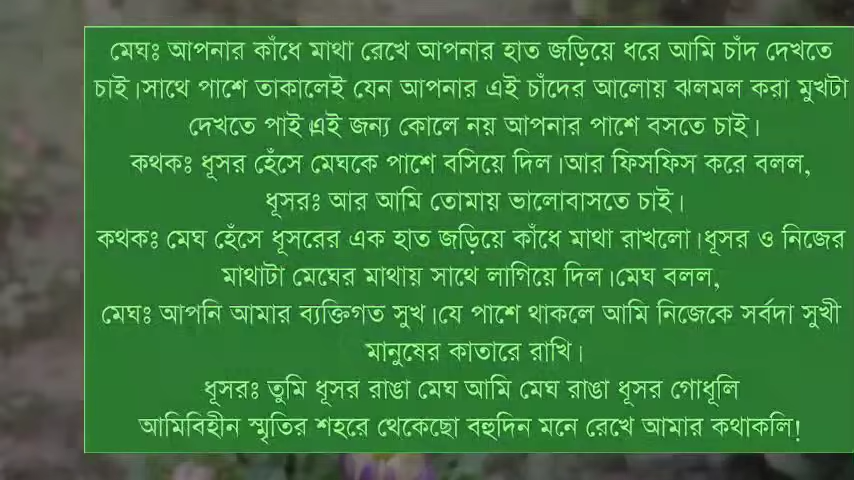 মেঘঃ আপনার কাঁধে মাথা রেখে আপনার হাত জড়িয়ে ধরে আমি চাঁদ দেখতে
চাই।সাথে পাশে তাকালেই যেন আপনার এই চাঁদের আলোয় ঝলমল করা মুখটা
দেখতে পাই।এই জন্য কোলে নয় আপনার পাশে বসতে চাই।
কথকঃ ধূসর হেঁসে মেঘকে পাশে বসিয়ে দিল।আর ফিসফিস করে বলল,
ধূসরঃ আর আমি তোমায় ভালোবাসতে চাই।
কথকঃ মেঘ হেঁসে ধূসরের এক হাত জড়িয়ে কাঁধে মাথা রাখলো।ধূসর ও নিজের
মাথাটা মেঘের মাথায় সাথে লাগিয়ে দিল।মেঘ বলল,
মেঘঃ আপনি আমার ব্যক্তিগত সুখ।যে পাশে থাকলে আমি নিজেকে সর্বদা সুখী
মানুষের কাতারে রাখি।
ধূসরঃ তুমি ধূসর রাঙা মেঘ আমি মেঘ রাঙা ধূসর গোধূলি
আমিবিহীন স্মৃতির শহরে থেকেছো বহুদিন মনে রেখে আমার কথাকলি!